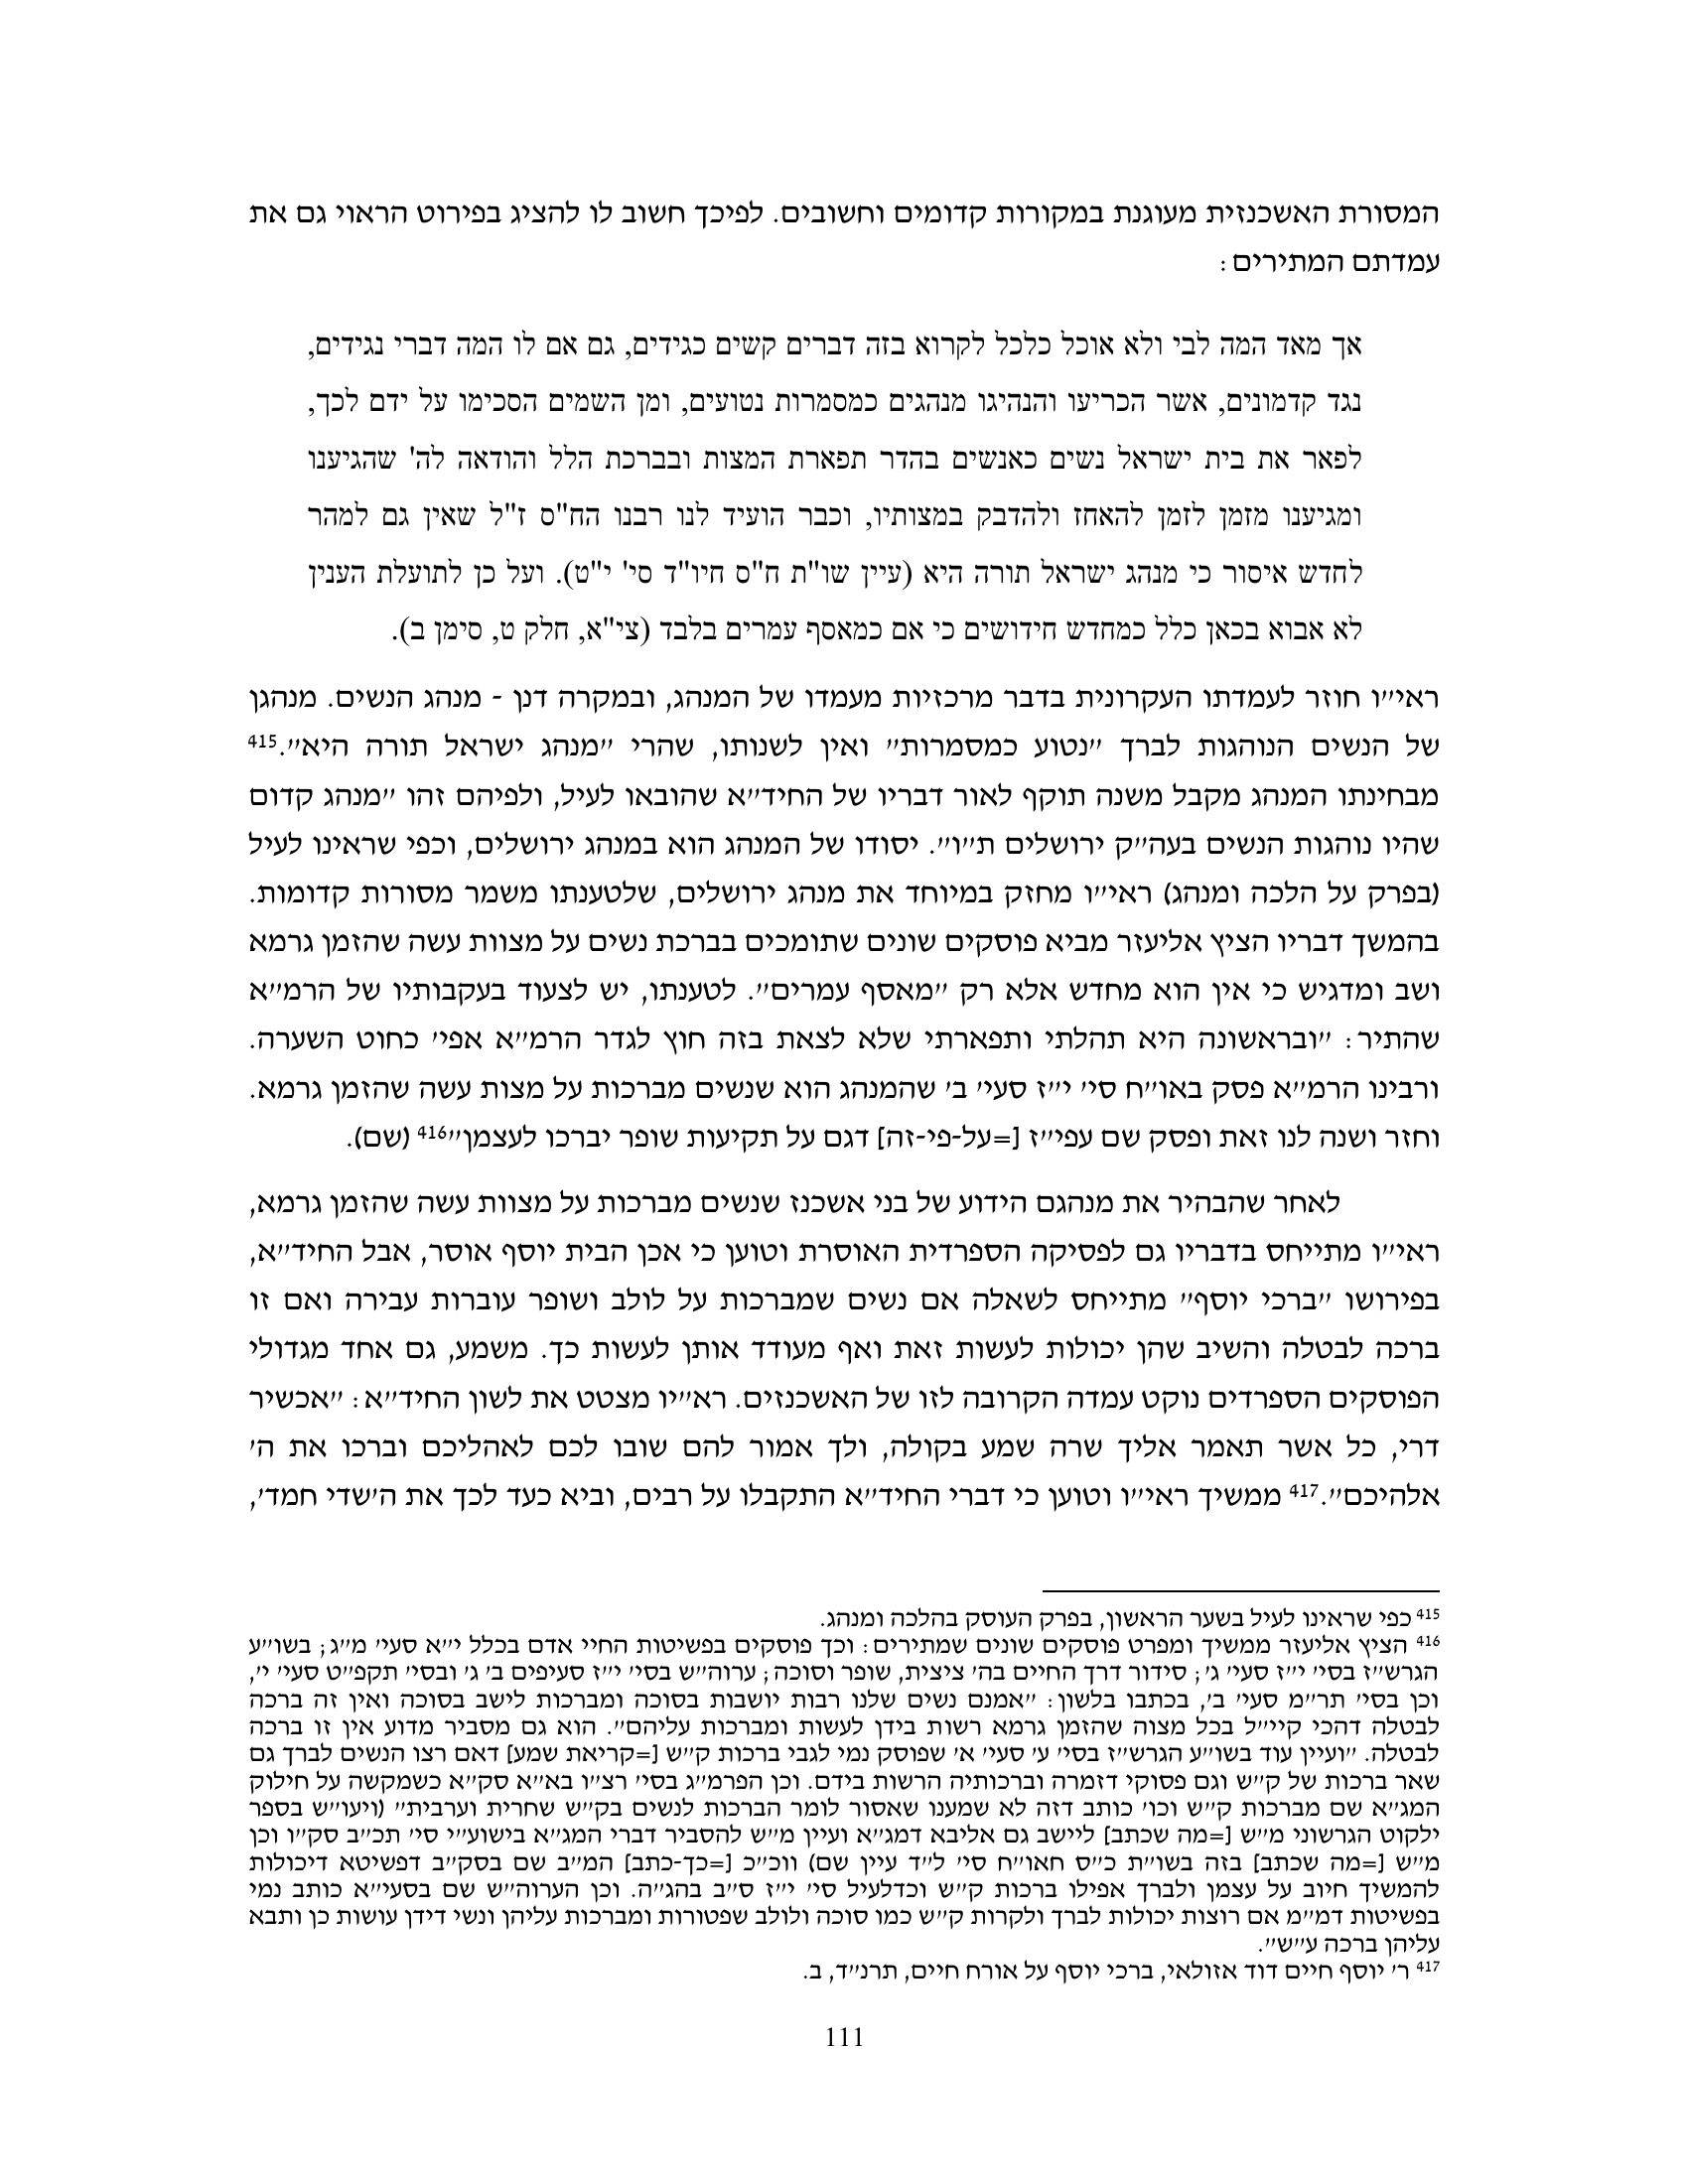 המסורת האשכנזית מעוגנת במקורות קדומים וחשובים. לפיכך חשוב לו להציג בפירוט הראוי גם את
עמדתם המתירים:
אך מאד המה לבי ולא אוכל כלכל לקרוא בזה דברים קשים כגידים, גם אם לו המה דברי נגידים,
נגד קדמונים, אשר הכריעו והנהיגו מנהגים כמסמרות נטועים, ומן השמים הסכימו על ידם לכך,
לפאר את בית ישראל נשים כאנשים בהדר תפארת המצות ובברכת הלל והודאה לה' שהגיענו
ומגיענו מזמן לזמן להאחז ולהדבק במצותיו, וכבר הועיד לנו רבנו הח"ס ז"ל שאין גם למהר
לחדש איסור כי מנהג ישראל תורה היא (עיין שו"ת ח"ס חיו"ד סי' י"ט). ועל כן לתועלת הענין
לא אבוא בכאן כלל כמחדש חידושים כי אם כמאסף עמרים בלבד (צי"א, חלק ט, סימן ב).
ראי״ו חוזר לעמדתו העקרונית בדבר מרכזיות מעמדו של המנהג, ובמקרה דנן - מנהג הנשים. מנהגן
של הנשים הנוהגות לברך ״נטוע כמסמרות״ ואין לשנותו, שהרי ״מנהג ישראל תורה היא״.415
מבחינתו המנהג מקבל משנה תוקף לאור דבריו של החיד״א שהובאו לעיל, ולפיהם זהו ״מנהג קדום
שהיו נוהגות הנשים בעה״ק ירושלים ת״ו״. יסודו של המנהג הוא במנהג ירושלים, וכפי שראינו לעיל
(בפרק על הלכה ומנהג) ראי״ו מחזק במיוחד את מנהג ירושלים, שלטענתו משמר מסורות קדומות.
בהמשך דבריו הציץ אליעזר מביא פוסקים שונים שתומכים בברכת נשים על מצוות עשה שהזמן גרמא
ושב ומדגיש כי אין הוא מחדש אלא רק ״מאסף עמרים״. לטענתו, יש לצעוד בעקבותיו של הרמ״א
שהתיר: ״ובראשונה היא תהלתי ותפארתי שלא לצאת בזה חוץ לגדר הרמ״א אפי׳ כחוט השערה.
ורבינו הרמ״א פסק באו״ח סי׳ י״ז סעי׳ ב׳ שהמנהג הוא שנשים מברכות על מצות עשה שהזמן גרמא.
וחזר ושנה לנו זאת ופסק שם עפי״ז [=על-פי-זה] דגם על תקיעות שופר יברכו לעצמן״416 (שם).
לאחר שהבהיר את מנהגם הידוע של בני אשכנז שנשים מברכות על מצוות עשה שהזמן גרמא,
ראי״ו מתייחס בדבריו גם לפסיקה הספרדית האוסרת וטוען כי אכן הבית יוסף אוסר, אבל החיד״א,
בפירושו ״ברכי יוסף״ מתייחס לשאלה אם נשים שמברכות על לולב ושופר עוברות עבירה ואם זו
ברכה לבטלה והשיב שהן יכולות לעשות זאת ואף מעודד אותן לעשות כך. משמע, גם אחד מגדולי
הפוסקים הספרדים נוקט עמדה הקרובה לזו של האשכנזים. רא״יו מצטט את לשון החיד״א: ״אכשיר
דרי, כל אשר תאמר אליך שרה שמע בקולה, ולך אמור להם שובו לכם לאהליכם וברכו את ה׳
אלהיכם״.417 ממשיך ראי״ו וטוען כי דברי החיד״א התקבלו על רבים, וביא כעד לכך את ה׳שדי חמד׳,
415 כפי שראינו לעיל בשער הראשון, בפרק העוסק בהלכה ומנהג.
416 הציץ אליעזר ממשיך ומפרט פוסקים שונים שמתירים: וכך פוסקים בפשיטות החיי אדם בכלל י״א סעי׳ מ״ג; בשו״ע
הגרש״ז בסי׳ י״ז סעי׳ ג׳; סידור דרך החיים בה׳ ציצית, שופר וסוכה; ערוה״ש בסי׳ י״ז סעיפים ב׳ ג׳ ובסי׳ תקפ״ט סעי׳ י׳,
וכן בסי׳ תר״מ סעי׳ ב׳, בכתבו בלשון: ״אמנם נשים שלנו רבות יושבות בסוכה ומברכות לישב בסוכה ואין זה ברכה
לבטלה דהכי קיי״ל בכל מצוה שהזמן גרמא רשות בידן לעשות ומברכות עליהם״. הוא גם מסביר מדוע אין זו ברכה
לבטלה. ״ועיין עוד בשו״ע הגרש״ז בסי׳ ע׳ סעי׳ א׳ שפוסק נמי לגבי ברכות ק״ש [=קריאת שמע] דאם רצו הנשים לברך גם
שאר ברכות של ק״ש וגם פסוקי דזמרה וברכותיה הרשות בידם. וכן הפרמ״ג בסי׳ רצ״ו בא״א סק״א כשמקשה על חילוק
המג״א שם מברכות ק״ש וכו׳ כותב דזה לא שמענו שאסור לומר הברכות לנשים בק״ש שחרית וערבית״ (ויעו״ש בספר
ילקוט הגרשוני מ״ש [=מה שכתב] ליישב גם אליבא דמג״א ועיין מ״ש להסביר דברי המג״א בישוע״י סי׳ תכ״ב סק״ו וכן
מ״ש [=מה שכתב] בזה בשו״ת כ״ס חאו״ח סי׳ ל״ד עיין שם) ווכ״כ [=כך-כתב] המ״ב שם בסק״ב דפשיטא דיכולות
להמשיך חיוב על עצמן ולברך אפילו ברכות ק״ש וכדלעיל סי׳ י״ז ס״ב בהג״ה. וכן הערוה״ש שם בסעי״א כותב נמי
בפשיטות דמ״מ אם רוצות יכולות לברך ולקרות ק״ש כמו סוכה ולולב שפטורות ומברכות עליהן ונשי דידן עושות כן ותבא
עליהן ברכה ע״ש״.
417 ר׳ יוסף חיים דוד אזולאי, ברכי יוסף על אורח חיים, תרנ״ד, ב.
111